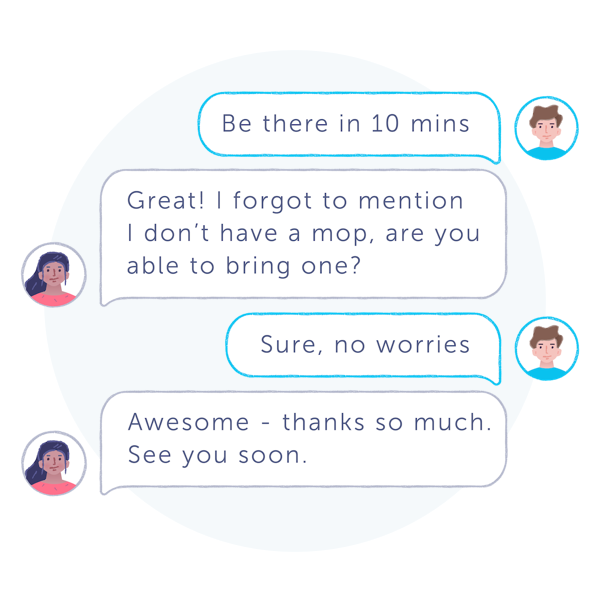 Be there in 10 mins
Great! I forgot to mention
I don’t have a mop, are you
able to bring one?
Sure, no worries
Awesome - thanks so much.
See you soon.